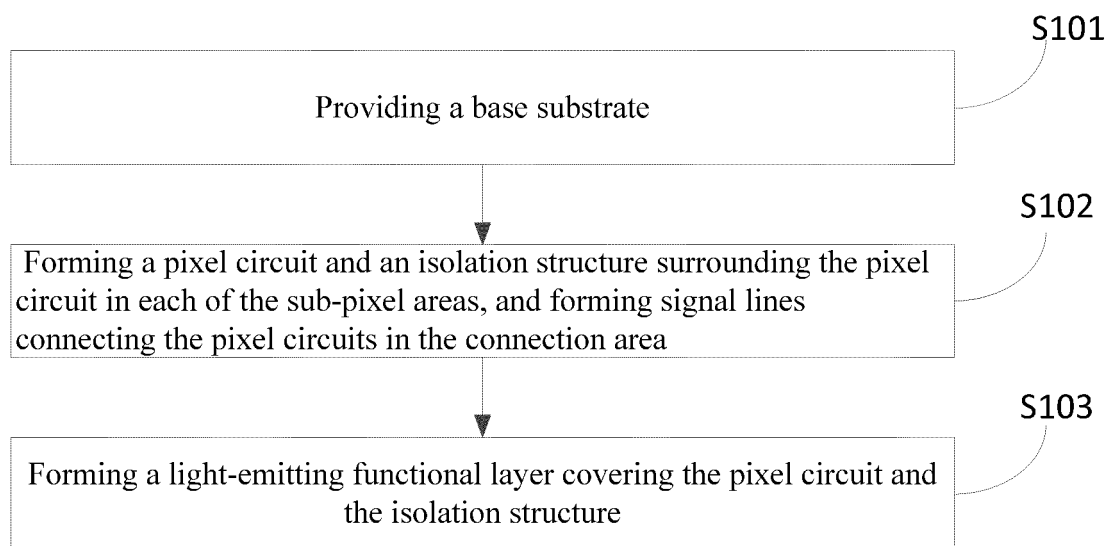 S101
Providing a base substrate
S102
Forming a pixel circuit and an isolation structure surrounding the pixel
circuit in each of the sub-pixel areas, and forming signal lines
connecting the pixel circuits in the connection area
S103
Forming a light-emitting functional layer covering the pixel circuit and
the isolation structure